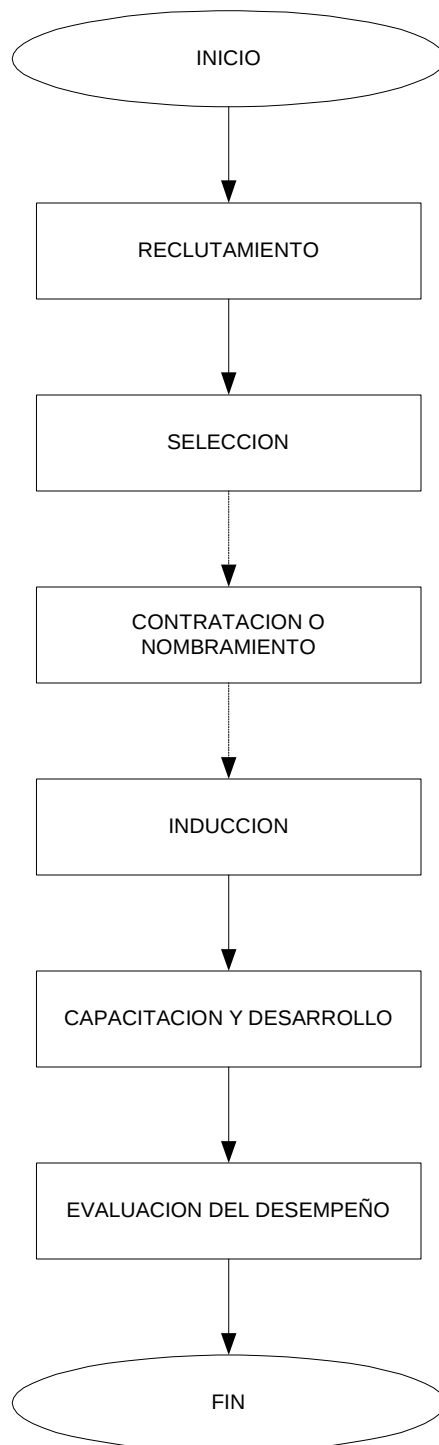 INICIO
RECLUTAMIENTO
SELECCION
CONTRATACION O
NOMBRAMIENTO
INDUCCION
CAPACITACION Y DESARROLLO
EVALUACION DEL DESEMPEÑO
FIN